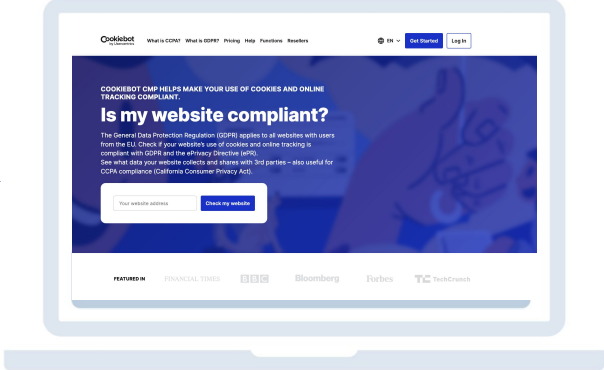 Cookiebot
by Usercentrics
What is CCPA? What is GDPR? Pricing Help Functions Resellers
EN
Get Started
Log In
COOKIEBOT CMP HELPS MAKE YOUR USE OF COOKIES AND ONLINE
TRACKING COMPLIANT.
Is my website compliant?
The General Data Protection Regulation (GDPR) applies to all websites with users
from the EU. Check if your website's use of cookies and online tracking is
compliant with GDPR and the ePrivacy Directive (ePR).
See what data your website collects and shares with 3rd parties – also useful for
CCPA compliance (California Consumer Privacy Act).
Your website address
Check my website
FEATURED IN
FINANCIAL TIMES
BBC
Bloomberg
Forbes
TC TechCrunch